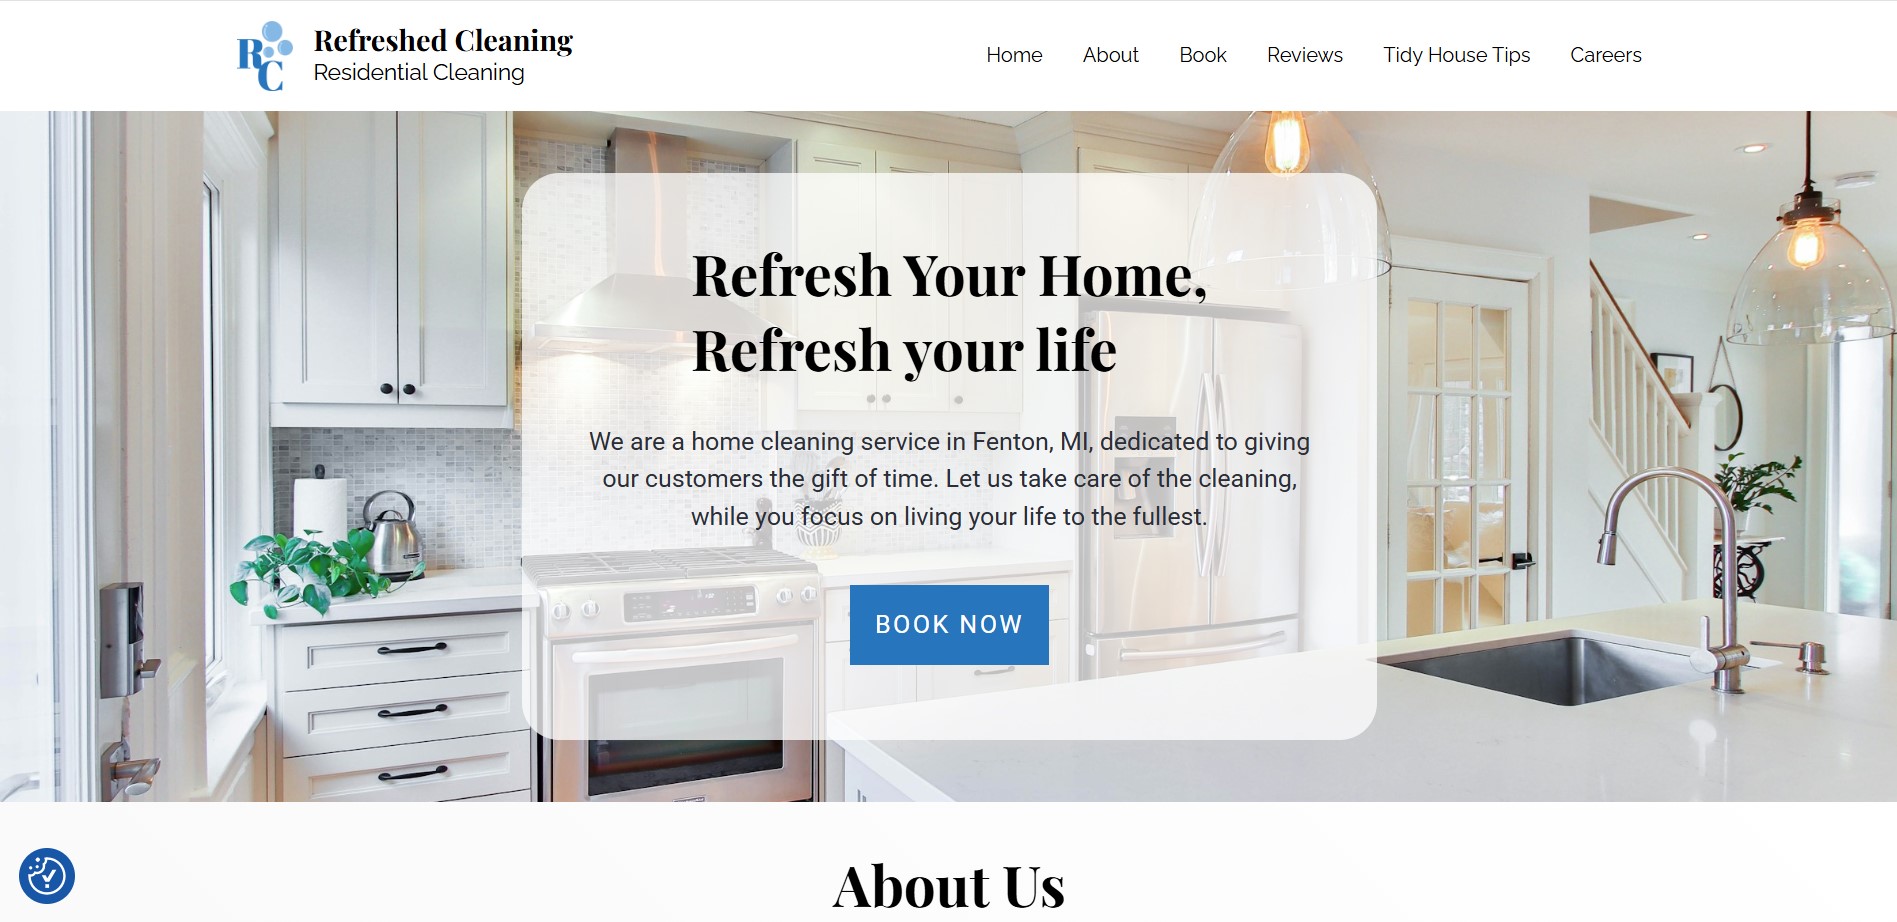 RC
Refreshed Cleaning
Residential Cleaning
Home About Book Reviews Tidy House Tips Careers
Refresh Your Home,
Refresh your life
We are a home cleaning service in Fenton, MI, dedicated to giving
our customers the gift of time. Let us take care of the cleaning,
while you focus on living your life to the fullest.
BOOK NOW
About Us